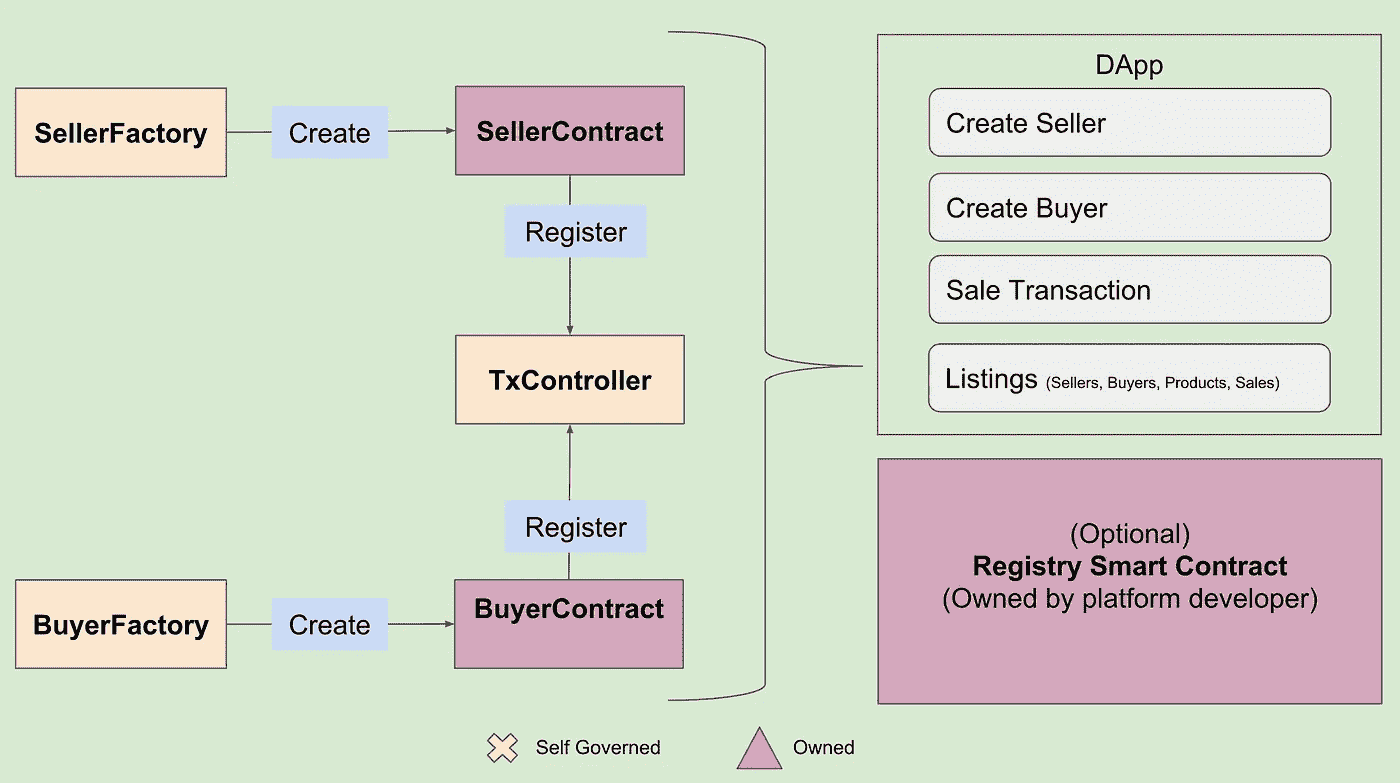 SellerFactory
Create
SellerContract
Register
TxController
Register
BuyerFactory
Create
BuyerContract
DApp
Create Seller
Create Buyer
Sale Transaction
Listings (Sellers, Buyers, Products, Sales)
(Optional)
Registry Smart Contract
(Owned by platform developer)
Self Governed
Owned